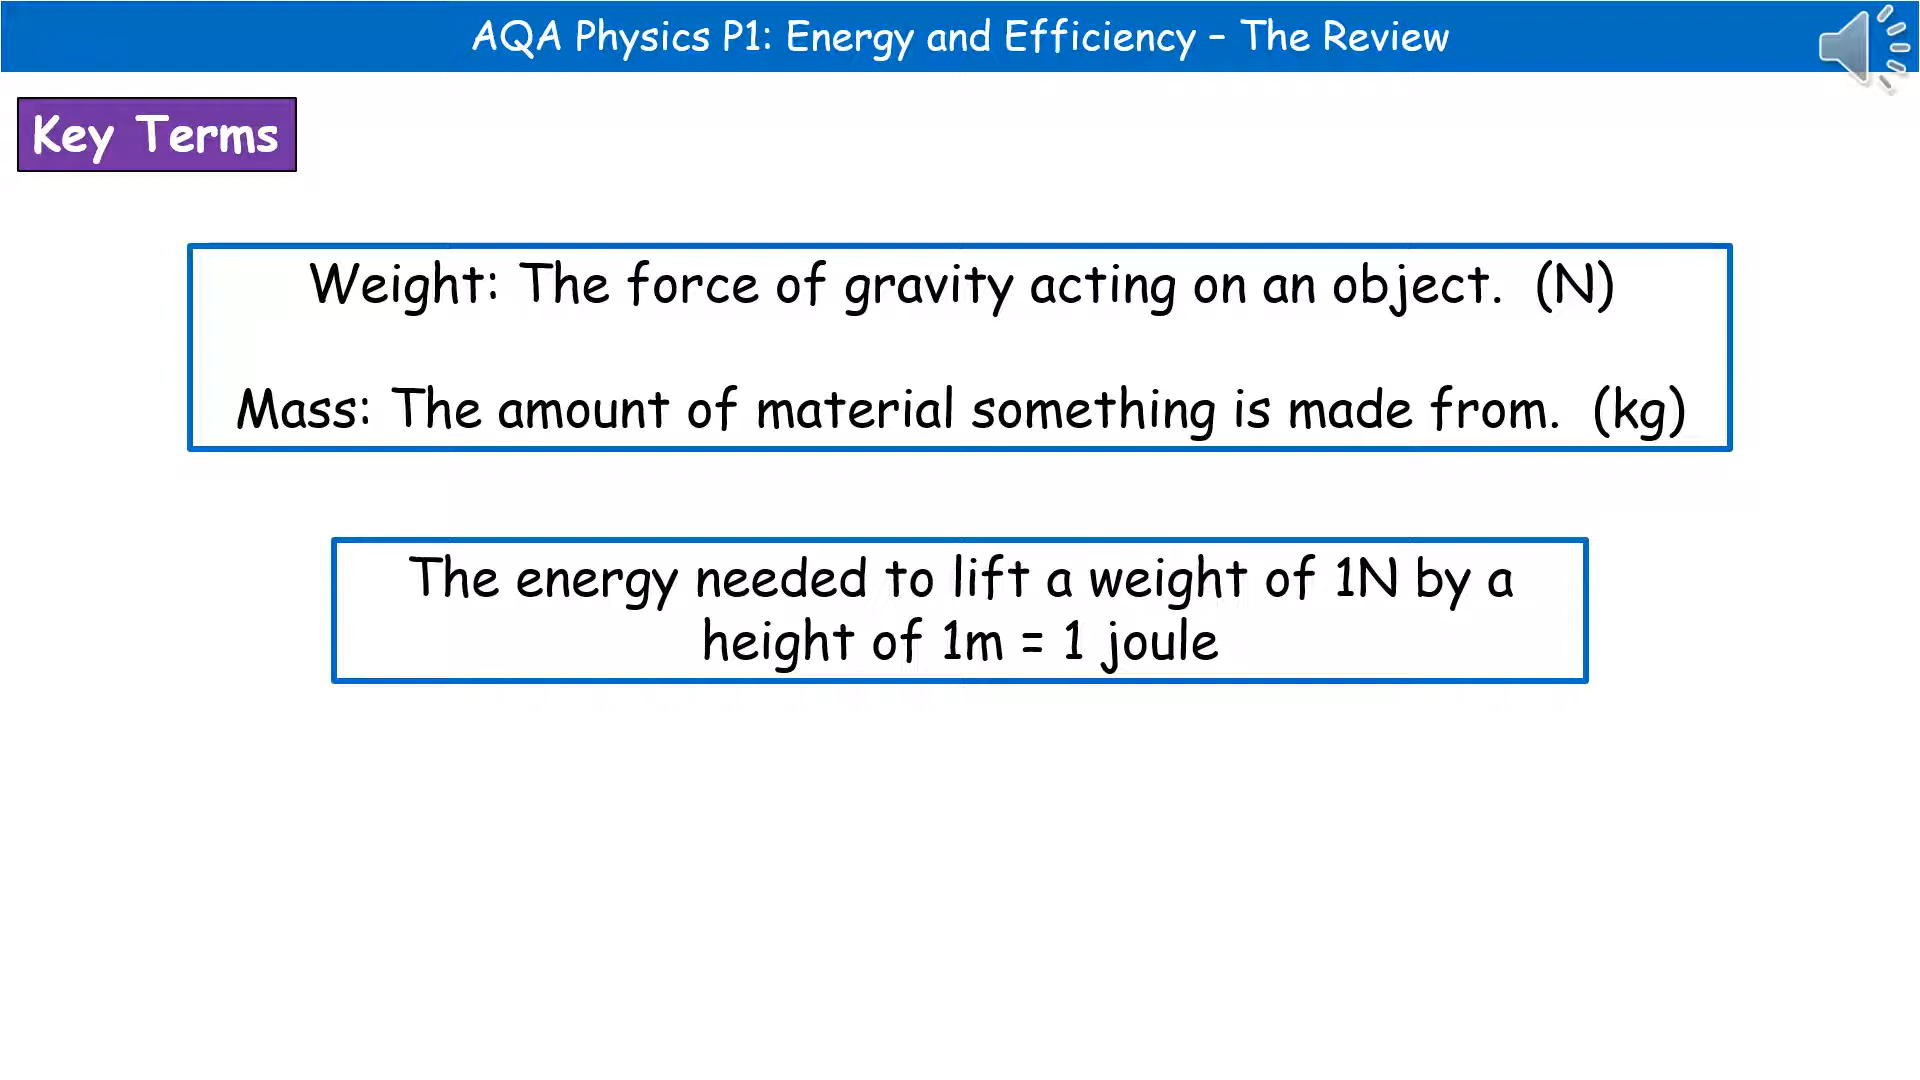 AQA Physics P1: Energy and Efficiency – The Review
Key Terms
Weight: The force of gravity acting on an object. (N)
Mass: The amount of material something is made from. (kg)
The energy needed to lift a weight of 1N by a
height of 1m = 1 joule